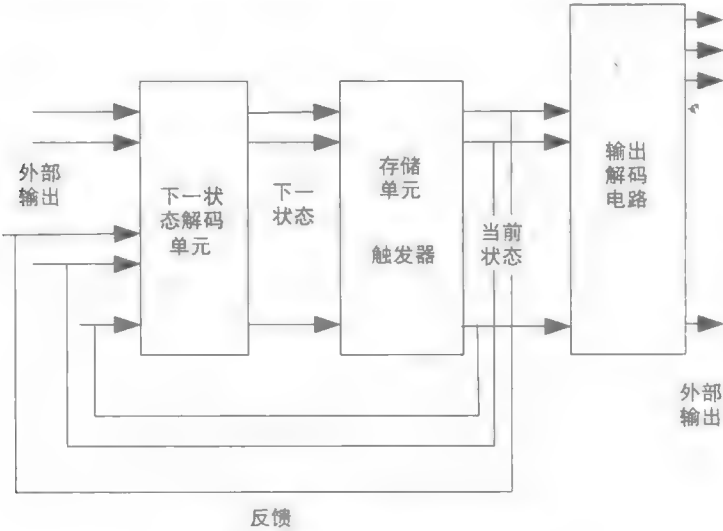 外部
输出
下一状
态解码
单元
下一
状态
存储
单元
触发器
当前
状态
输出
解码
电路
外部
输出
反馈